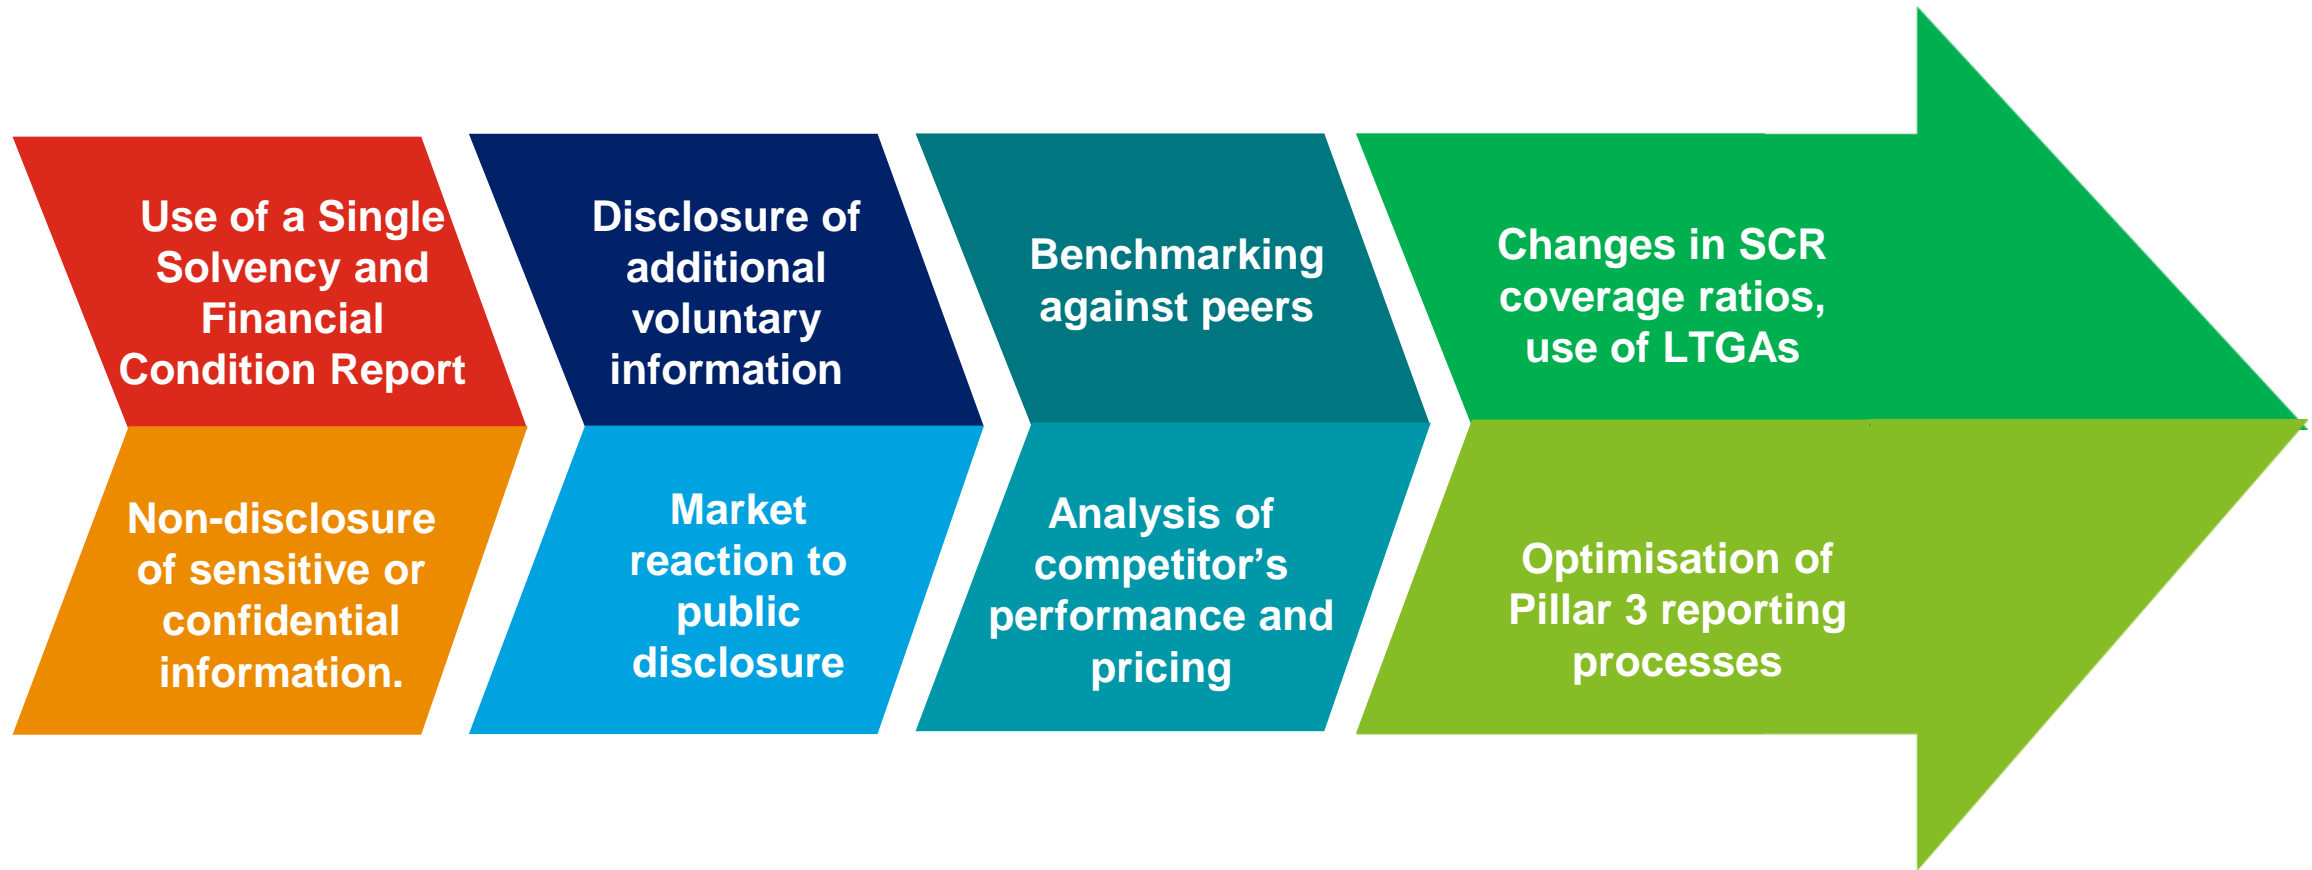 Use of a Single
Solvency and
Financial
Condition Report
Disclosure of
additional
voluntary
information
Benchmarking
against peers
Changes in SCR
coverage ratios,
use of LTGAs
Non-disclosure
of sensitive or
confidential
information.
Market
reaction to
public
disclosure
Analysis of
competitor’s
performance and
pricing
Optimisation of
Pillar 3 reporting
processes